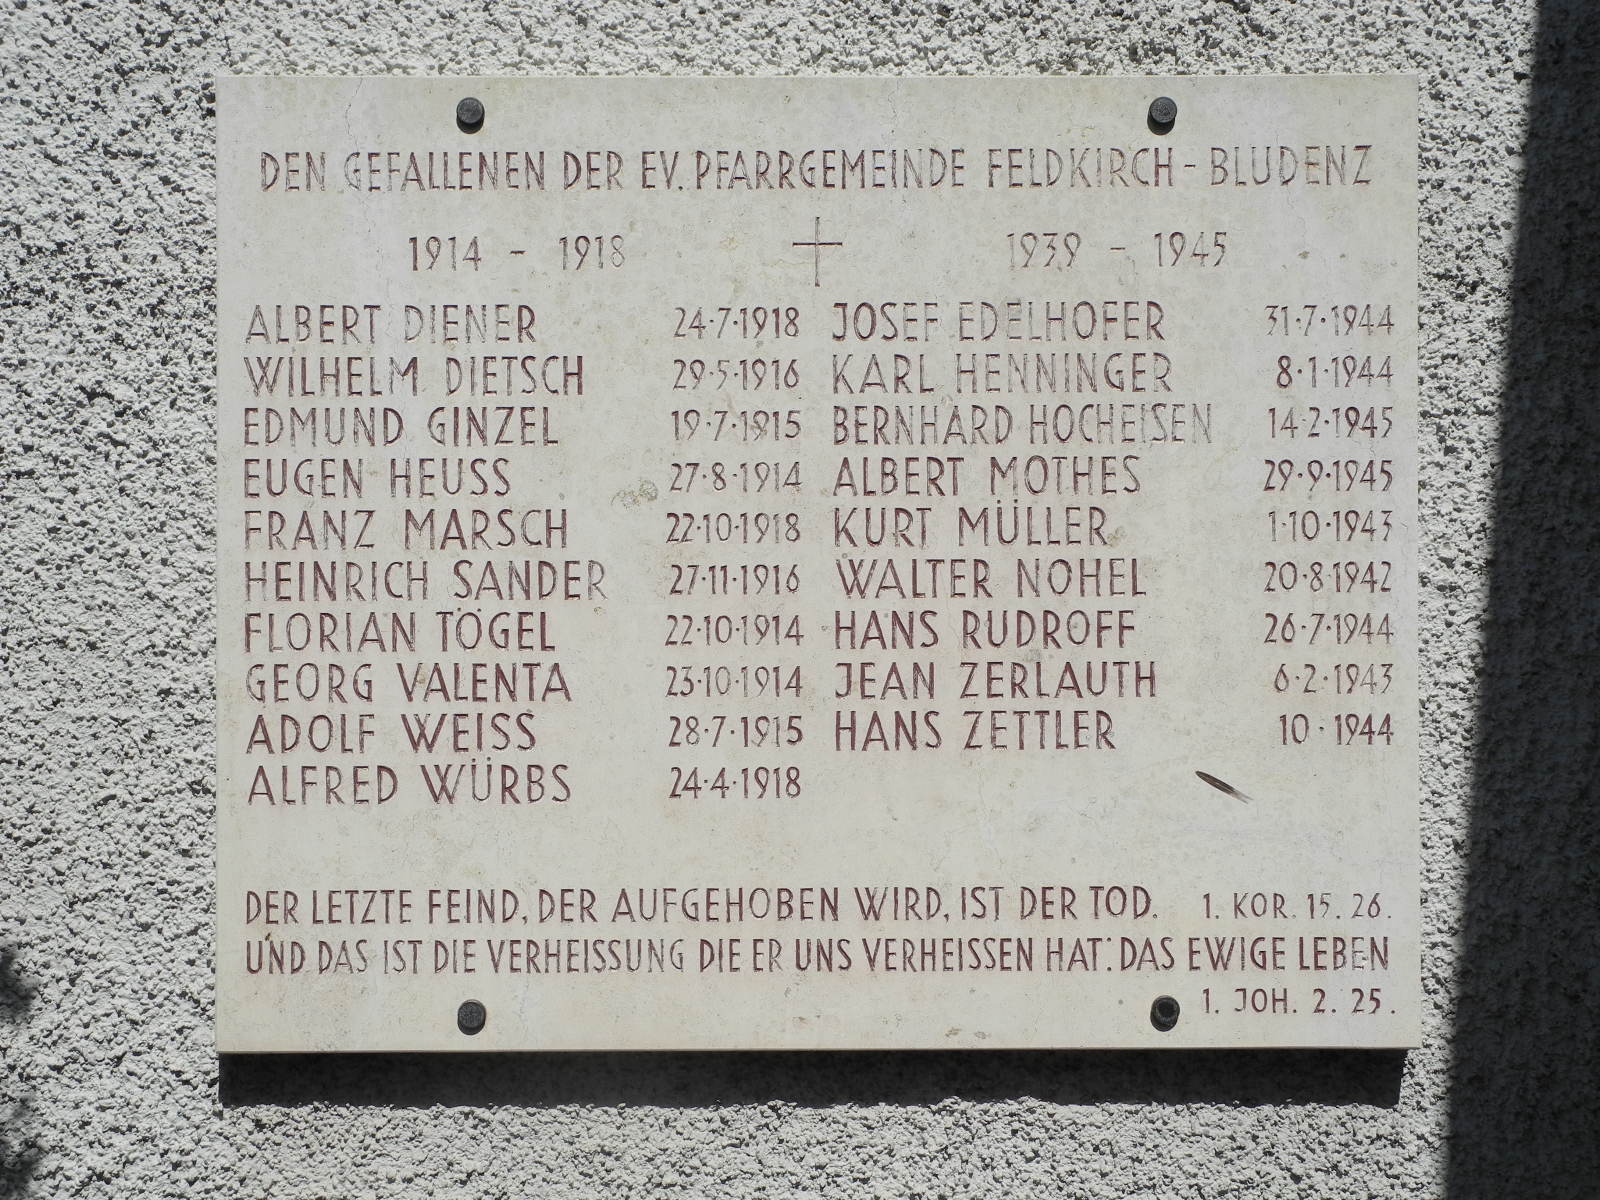 DEN GEFALLENEN DER EV. PFARRGEMEINDE FELDKIRCH - BLUDENZ
1914 - 1918 1939 - 1945
ALBERT DIENER 24·7·1918
WILHELM DIETSCH 29·5·1916
EDMUND GINZEL 19·7·1915
EUGEN HEUSS 27·8·1914
FRANZ MARSCH 22·10·1918
HEINRICH SANDER 27·11·1916
FLORIAN TÖGEL 22·10·1914
GEORG VALENTA 23·10·1914
ADOLF WEISS 28·7·1915
ALFRED WÜRBS 24·4·1918
JOSEF EDELHOFER 31·7·1944
KARL HENNINGER 8·1·1944
BERNHARD HOCHEISEN 14·2·1945
ALBERT MOTHES 29·9·1945
KURT MÜLLER 1·10·1943
WALTER NOHEL 20·8·1942
HANS RUDROFF 26·7·1944
JEAN ZERLAUTH 6·2·1943
HANS ZETTLER 10·1944
DER LETZTE FEIND, DER AUFGEHOBEN WIRD, IST DER TOD. 1. KOR. 15. 26.
UND DAS IST DIE VERHEISSUNG DIE ER UNS VERHEISSEN HAT: DAS EWIGE LEBEN
1. JOH. 2. 25.